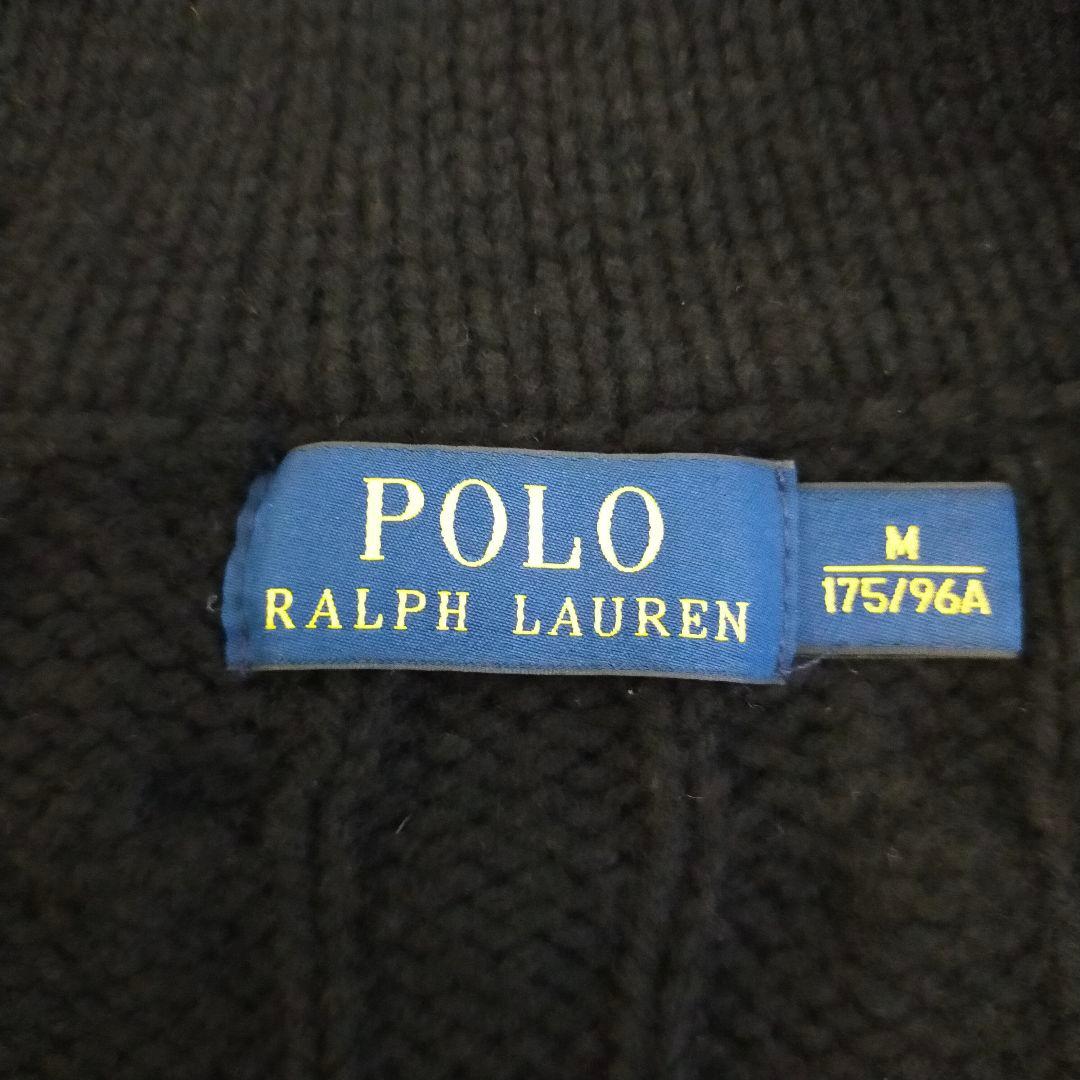 POLO
RALPH LAUREN
M
175/96A